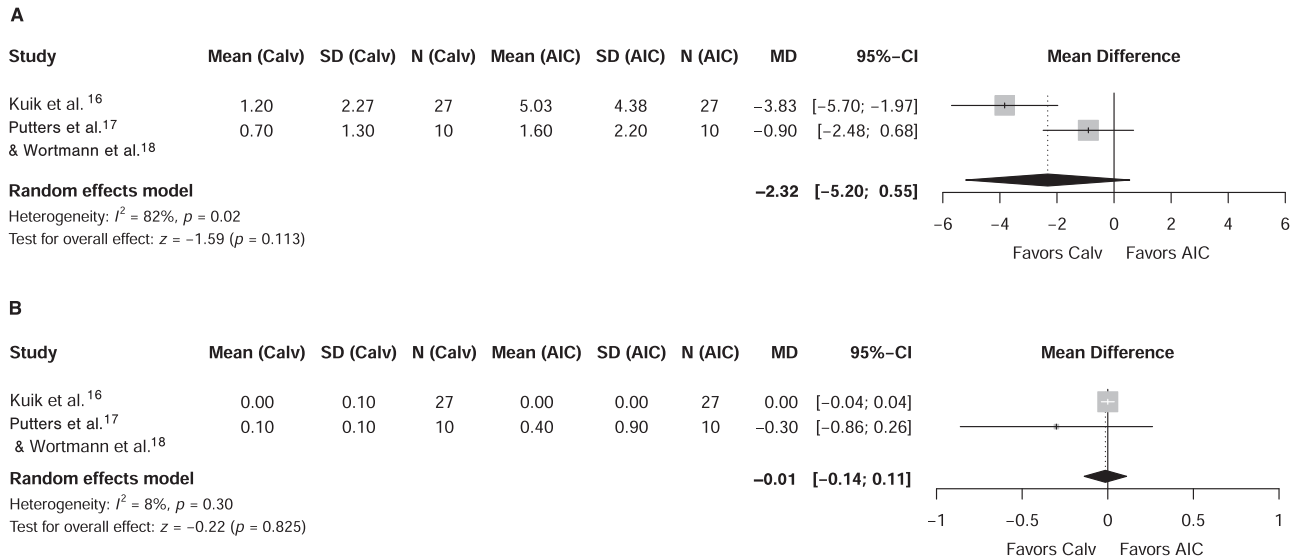 A
Study Mean (Calv) SD (Calv) N (Calv) Mean (AIC) SD (AIC) N (AIC) MD 95%−CI Mean Difference
Kuik et al. 16 1.20 2.27 27 5.03 4.38 27 −3.83 [−5.70; −1.97]
Putters et al.17 0.70 1.30 10 1.60 2.20 10 −0.90 [−2.48; 0.68]
& Wortmann et al.18
Random effects model −2.32 [−5.20; 0.55]
Heterogeneity: I2 = 82%, p = 0.02
Test for overall effect: z = −1.59 (p = 0.113)
−6 −4 −2 0 2 4 6
Favors Calv Favors AIC
B
Study Mean (Calv) SD (Calv) N (Calv) Mean (AIC) SD (AIC) N (AIC) MD 95%−CI Mean Difference
Kuik et al. 16 0.00 0.10 27 0.00 0.00 27 0.00 [−0.04; 0.04]
Putters et al.17 0.10 0.10 10 0.40 0.90 10 −0.30 [−0.86; 0.26]
& Wortmann et al.18
Random effects model −0.01 [−0.14; 0.11]
Heterogeneity: I2 = 8%, p = 0.30
Test for overall effect: z = −0.22 (p = 0.825)
−1 −0.5 0 0.5 1
Favors Calv Favors AIC